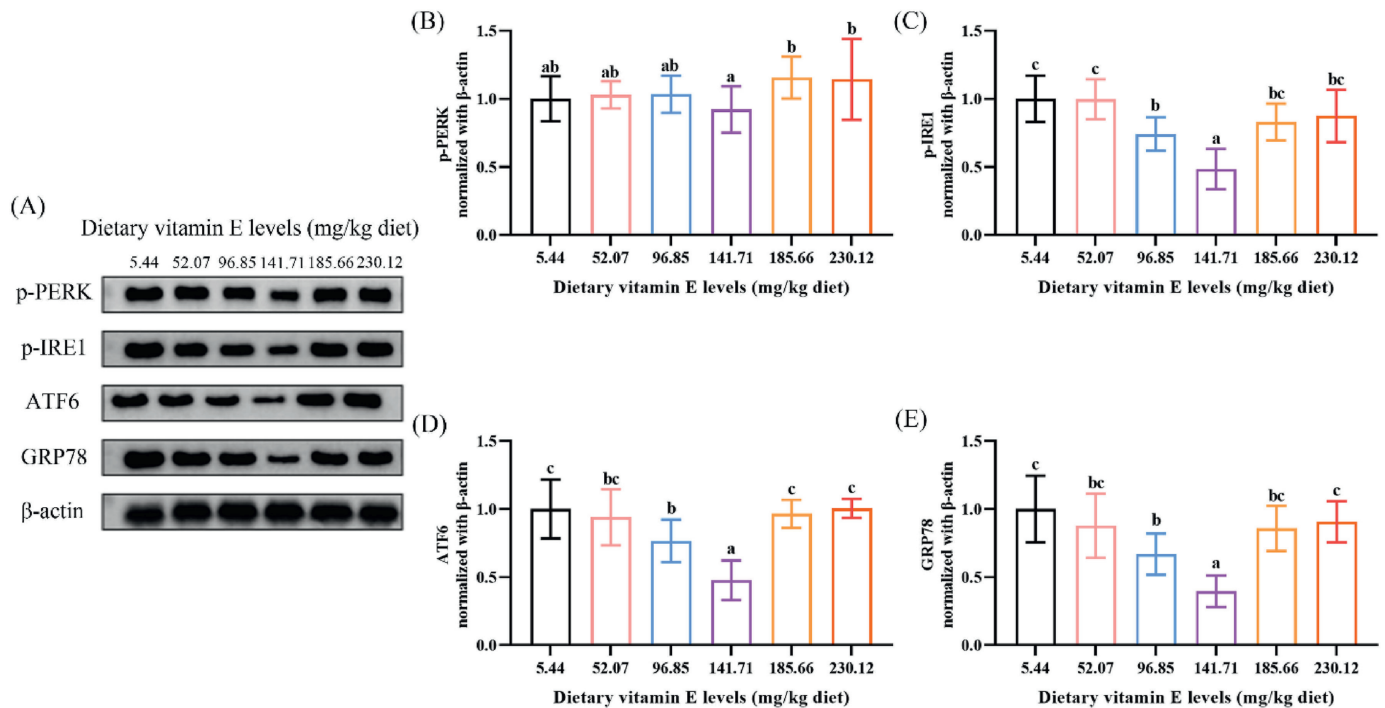 (A)
Dietary vitamin E levels (mg/kg diet)
5.44 52.07 96.85 141.71 185.66 230.12
p-PERK
p-IRE1
ATF6
GRP78
β-actin
(B)
p-PERK
normalized with β-actin
1.5
1.0
0.5
0.0
ab ab ab a b b
5.44 52.07 96.85 141.71 185.66 230.12
Dietary vitamin E levels (mg/kg diet)
(C)
p-IRE1
normalized with β-actin
1.5
1.0
0.5
0.0
c c b a bc bc
5.44 52.07 96.85 141.71 185.66 230.12
Dietary vitamin E levels (mg/kg diet)
(D)
ATF6
normalized with β-actin
1.5
1.0
0.5
0.0
c bc b a c c
5.44 52.07 96.85 141.71 185.66 230.12
Dietary vitamin E levels (mg/kg diet)
(E)
GRP78
normalized with β-actin
1.5
1.0
0.5
0.0
c bc b a bc c
5.44 52.07 96.85 141.71 185.66 230.12
Dietary vitamin E levels (mg/kg diet)